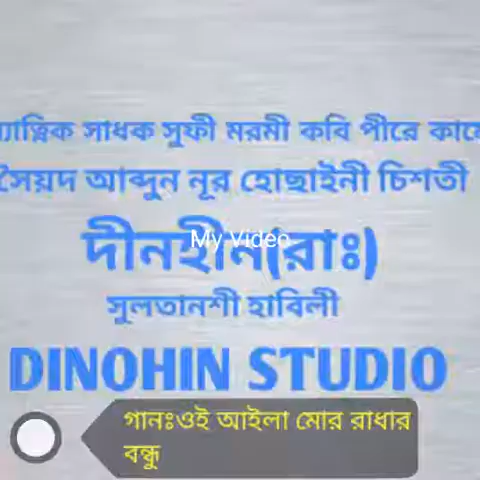 সাধক সূফী মরমী কবি পীরে
সৈয়দ আব্দুন নূর হোছাইনী চিশতী
দীনহীন(রাঃ)
My Video
সুলতানশী হাবিলী
DINOHIN STUDIO
গানঃওই আইলা মোর রাধার
বন্ধু